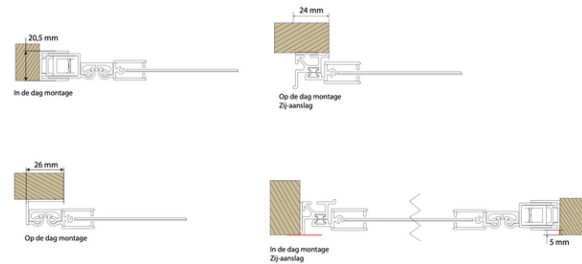 20,5 mm
In de dag montage
24 mm
Op de dag montage
Zij-aanslag
26 mm
Op de dag montage
In de dag montage
Zij-aanslag
5 mm